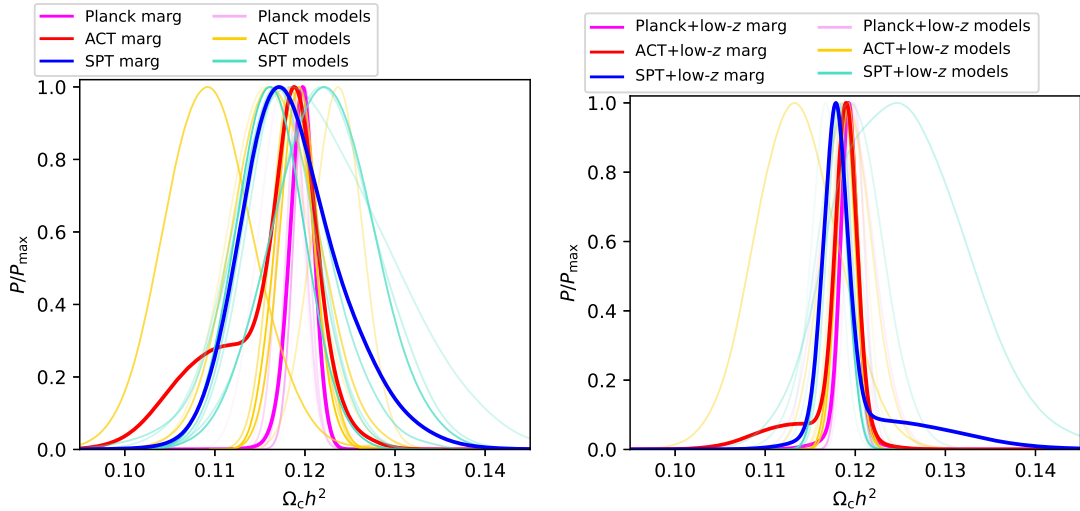 Planck marg
ACT marg
SPT marg
Planck models
ACT models
SPT models
1.0
0.8
0.6
0.4
0.2
0.0
P/P_max
0.10
0.11
0.12
0.13
0.14
Ω_c h²
Planck+low-z marg
ACT+low-z marg
SPT+low-z marg
Planck+low-z models
ACT+low-z models
SPT+low-z models
1.0
0.8
0.6
0.4
0.2
0.0
P/P_max
0.10
0.11
0.12
0.13
0.14
Ω_c h²